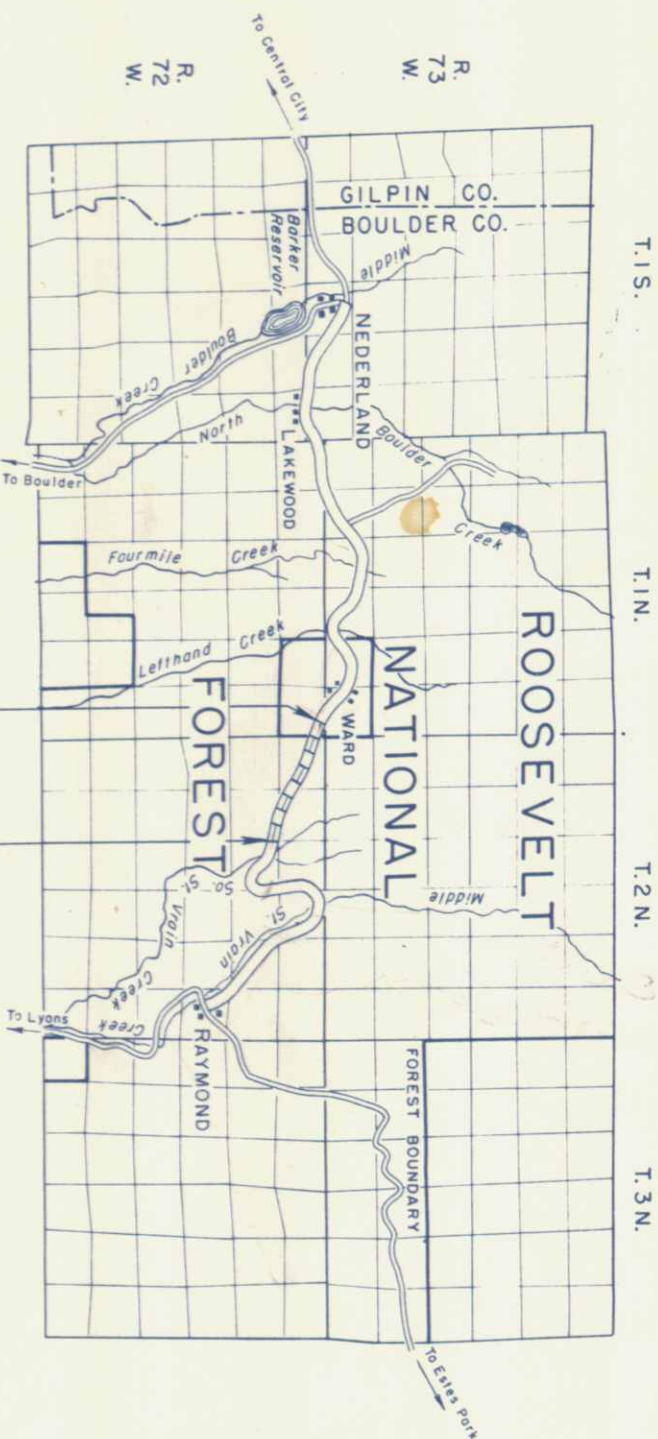 T. 1 S.
T. 1 N.
T. 2 N.
T. 3 N.
R.
73
W.
R.
72
W.
To Central City
GILPIN CO.
BOULDER CO.
Middle
Barker
Reservoir
NEDERLAND
Boulder
Creek
North
Boulder
Creek
LAKEWOOD
To Boulder
Fourmile Creek
Lefthand Creek
WARD
ROOSEVELT
NATIONAL
FOREST
Middle
St.
Vrain
Creek
So.
St.
Vrain
Creek
To Lyons
RAYMOND
FOREST BOUNDARY
To Estes Park